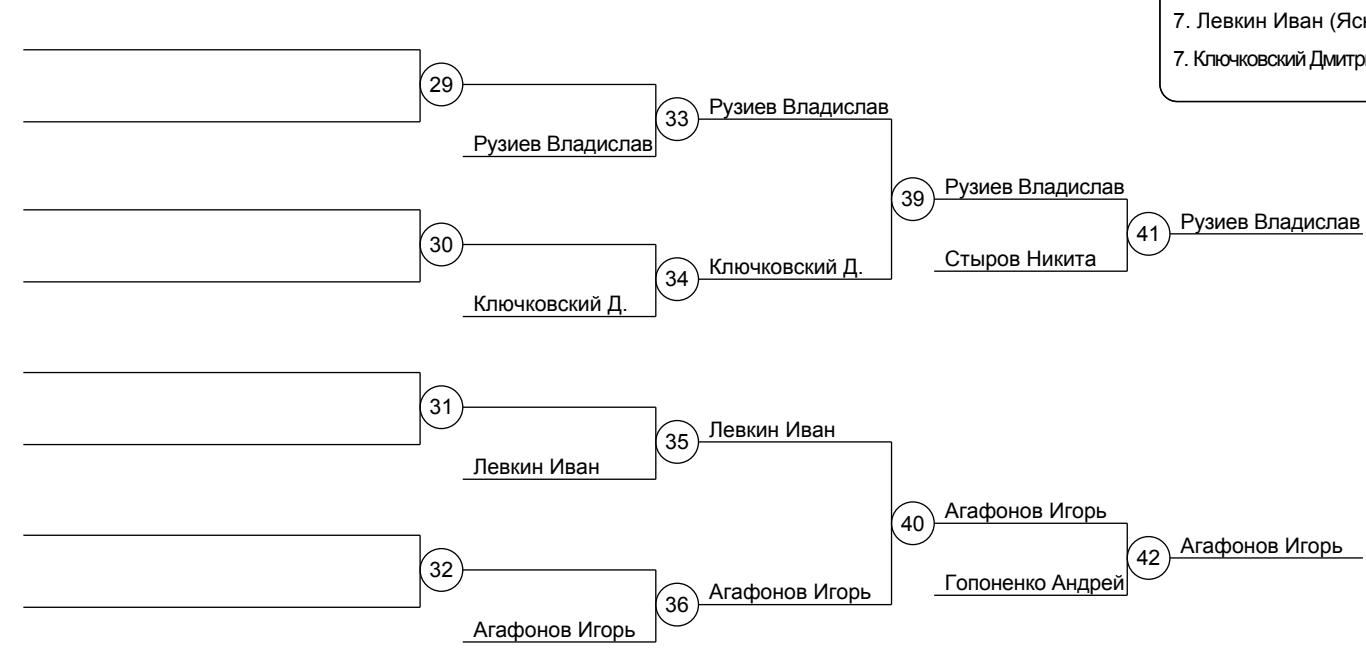 7. Левкин Иван
7. Ключковский
29
33
Рузиев Владислав
Рузиев Владислав
39
Рузиев Владислав
41
Рузиев Владислав
30
Стыров Никита
34
Ключковский Д.
Ключковский Д.
31
35
Левкин Иван
Левкин Иван
40
Агафонов Игорь
42
Агафонов Игорь
32
Гопоненко Андрей
36
Агафонов Игорь
Агафонов Игорь